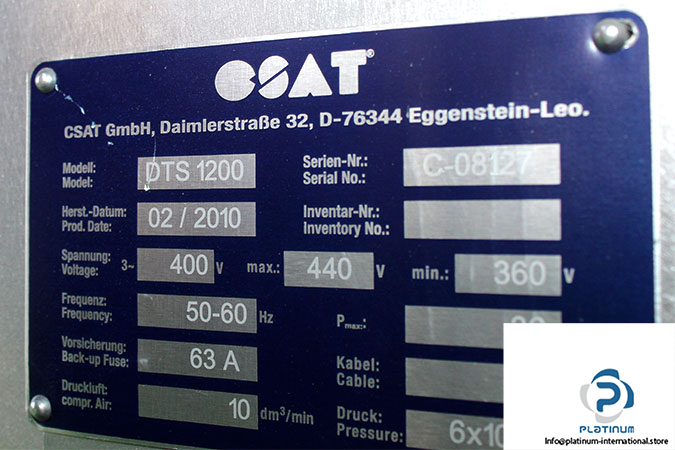 CSAT®
CSAT GmbH, Daimlerstraße 32, D-76344 Eggenstein-Leo.
Modell: DTS 1200 Serien-Nr.: C-08127
Model: Serial No.:
Herst.-Datum: 02 / 2010 Inventar-Nr.:
Prod. Date: Inventory No.:
Spannung: 3~ 400 V max.: 440 V min.: 360 V
Voltage:
Frequenz: 50-60 Hz Pmax:
Frequency:
Vorsicherung: 63 A Kabel:
Back-up Fuse: Cable:
Druckluft: 10 dm³/min Druck:
compr. Air: Pressure: 6x10
PLATINUM
Info@platinum-international.store